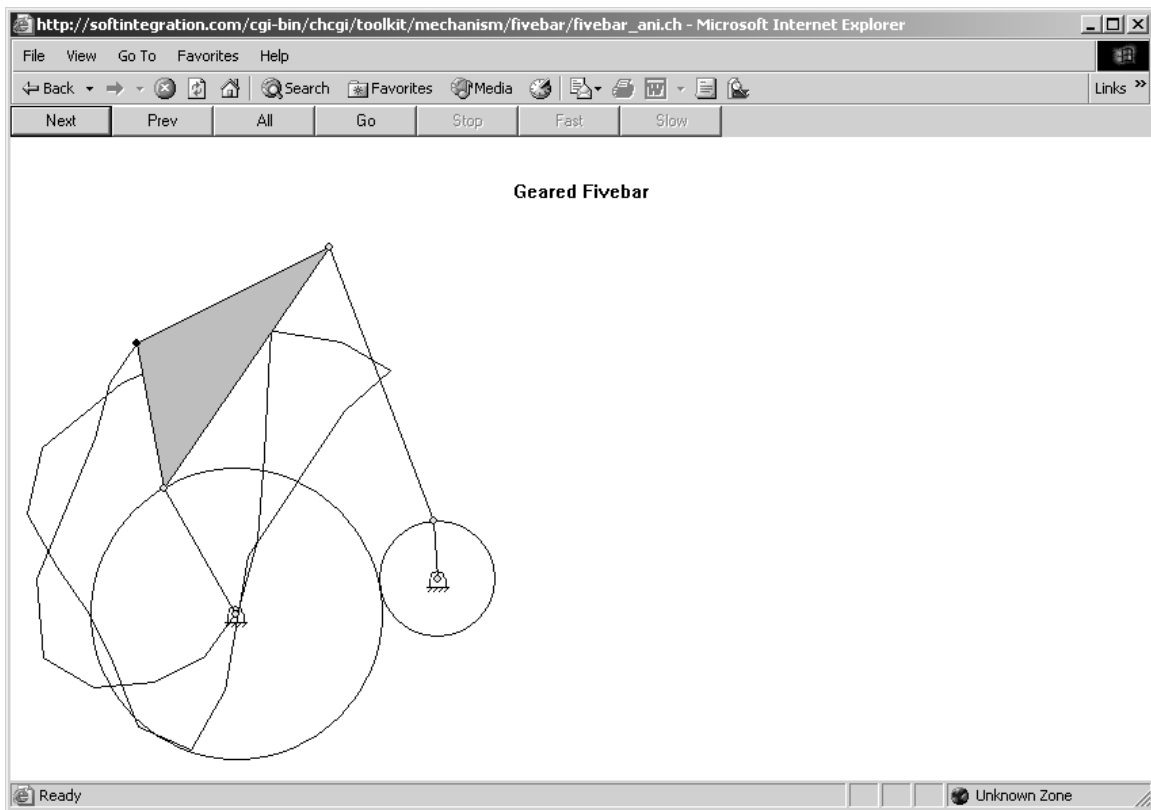 http://softintegration.com/cgi-bin/chcgi/toolkit/mechanism/fivebar/fivebar_ani.ch - Microsoft Internet Explorer
File View Go To Favorites Help
Back Search Favorites Media Links »
Next Prev All Go Stop Fast Slow
Geared Fivebar
Ready Unknown Zone